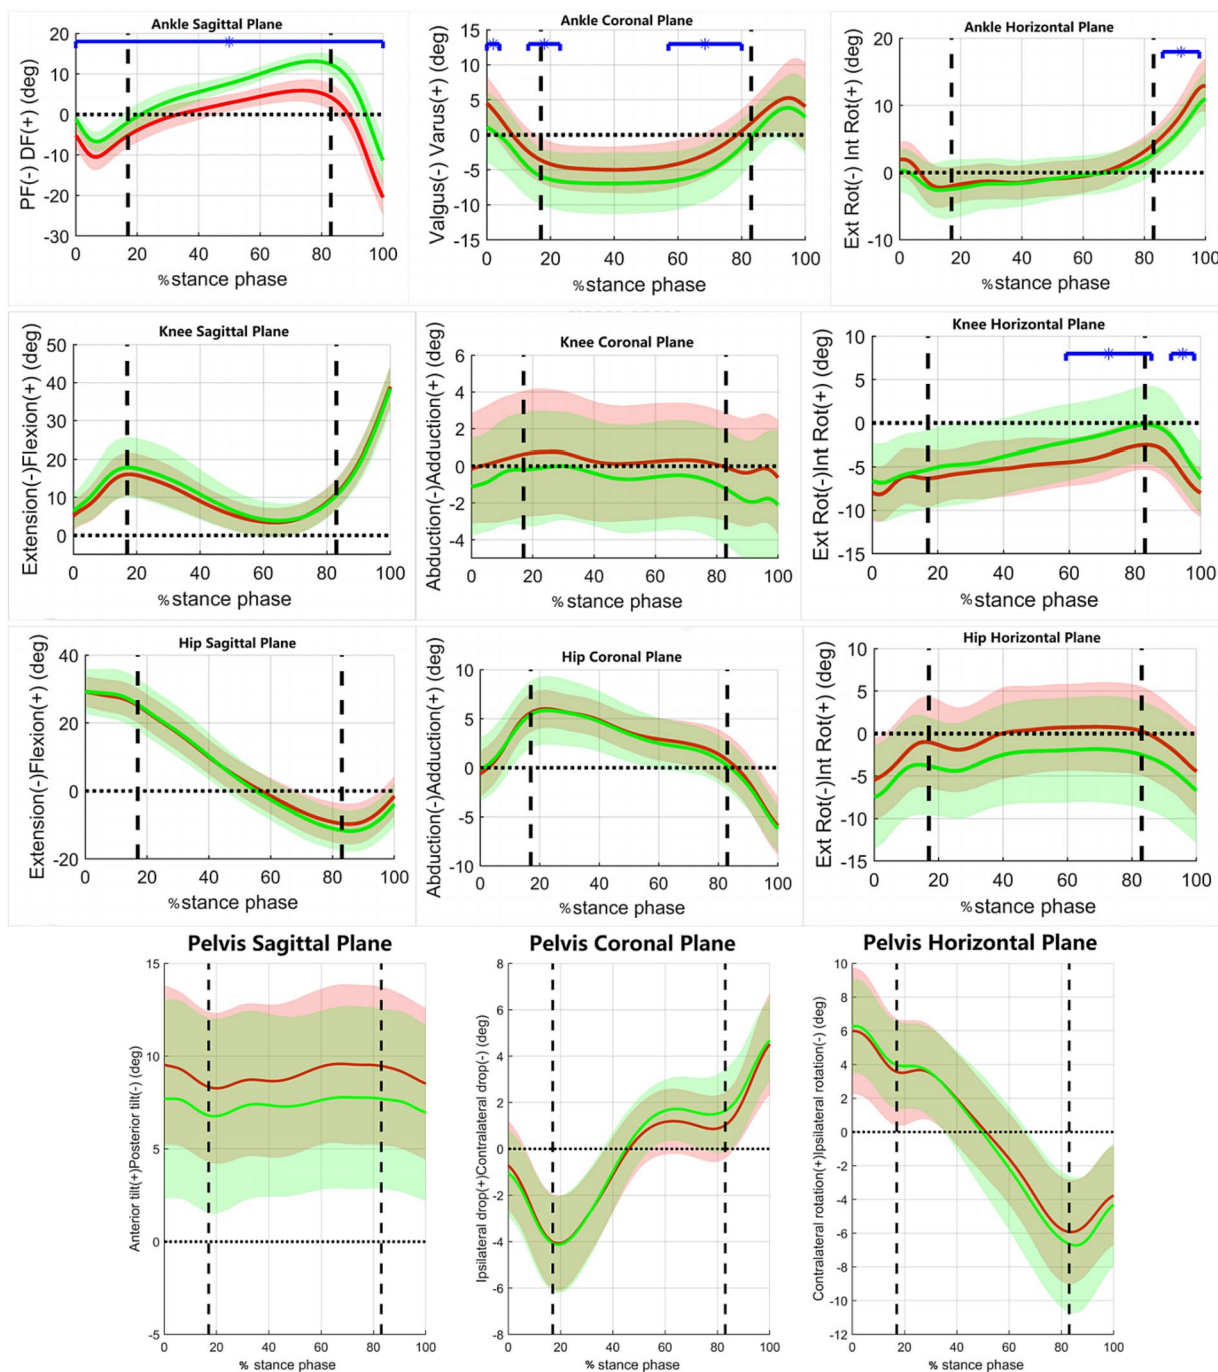 Ankle Sagittal Plane
PF(-) DF(+) (deg)
20
10
0
-10
-20
-30
0 20 40 60 80 100
% stance phase
Ankle Coronal Plane
Valgus(-) Varus(+) (deg)
15
10
5
0
-5
-10
-15
0 20 40 60 80 100
% stance phase
Ankle Horizontal Plane
Ext Rot(-) Int Rot(+) (deg)
20
10
0
-10
0 20 40 60 80 100
% stance phase
Knee Sagittal Plane
Extension(-)Flexion(+) (deg)
50
40
30
20
10
0
0 20 40 60 80 100
% stance phase
Knee Coronal Plane
Abduction(-)Adduction(+) (deg)
6
4
2
0
-2
-4
0 20 40 60 80 100
% stance phase
Knee Horizontal Plane
Ext Rot(-)Int Rot(+) (deg)
10
5
0
-5
-10
-15
0 20 40 60 80 100
% stance phase
Hip Sagittal Plane
Extension(-)Flexion(+) (deg)
40
20
0
-20
0 20 40 60 80 100
% stance phase
Hip Coronal Plane
Abduction(-)Adduction(+) (deg)
10
5
0
-5
-10
0 20 40 60 80 100
% stance phase
Hip Horizontal Plane
Ext Rot(-)Int Rot(+) (deg)
10
5
0
-5
-10
-15
0 20 40 60 80 100
% stance phase
Pelvis Sagittal Plane
Anterior tilt(+)Posterior tilt(-) (deg)
15
10
5
0
-5
0 20 40 60 80 100
% stance phase
Pelvis Coronal Plane
Ipsilateral drop(+)Contralateral drop(-) (deg)
8
6
4
2
0
-2
-4
-6
-8
0 20 40 60 80 100
% stance phase
Pelvis Horizontal Plane
Contralateral rotation(+)Ipsilateral rotation(-) (deg)
10
8
6
4
2
0
-2
-4
-6
-8
-10
-12
0 20 40 60 80 100
% stance phase